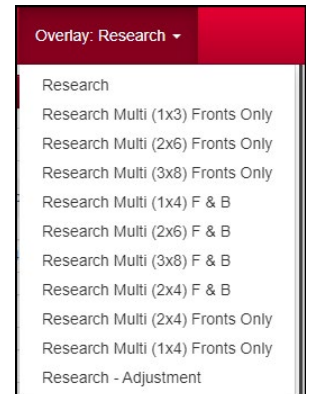 Overlay: Research
Research
Research Multi (1x3) Fronts Only
Research Multi (2x6) Fronts Only
Research Multi (3x8) Fronts Only
Research Multi (1x4) F & B
Research Multi (2x6) F & B
Research Multi (3x8) F & B
Research Multi (2x4) F & B
Research Multi (2x4) Fronts Only
Research Multi (1x4) Fronts Only
Research - Adjustment